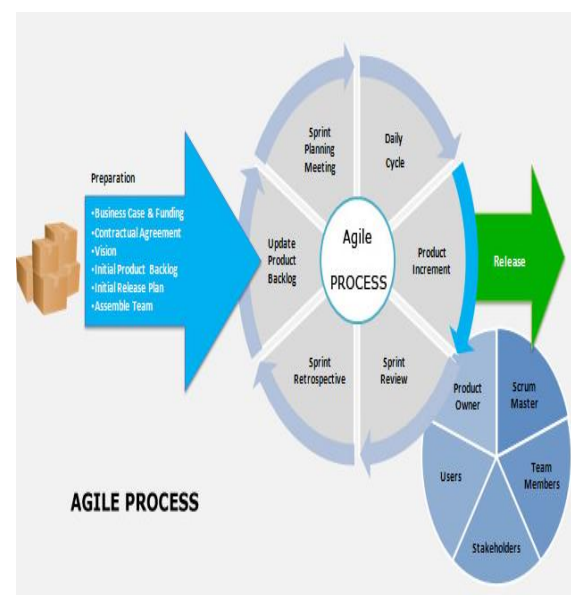 Preparation
•Business Case & Funding
•Contractual Agreement
•Vision
•Initial Product Backlog
•Initial Release Plan
•Assemble Team
Sprint
Planning
Meeting
Daily
Cycle
Update
Product
Backlog
Agile
PROCESS
Product
Increment
Release
Sprint
Retrospective
Sprint
Review
Product
Owner
Scrum
Master
Users
Team
Members
Stakeholders
AGILE PROCESS